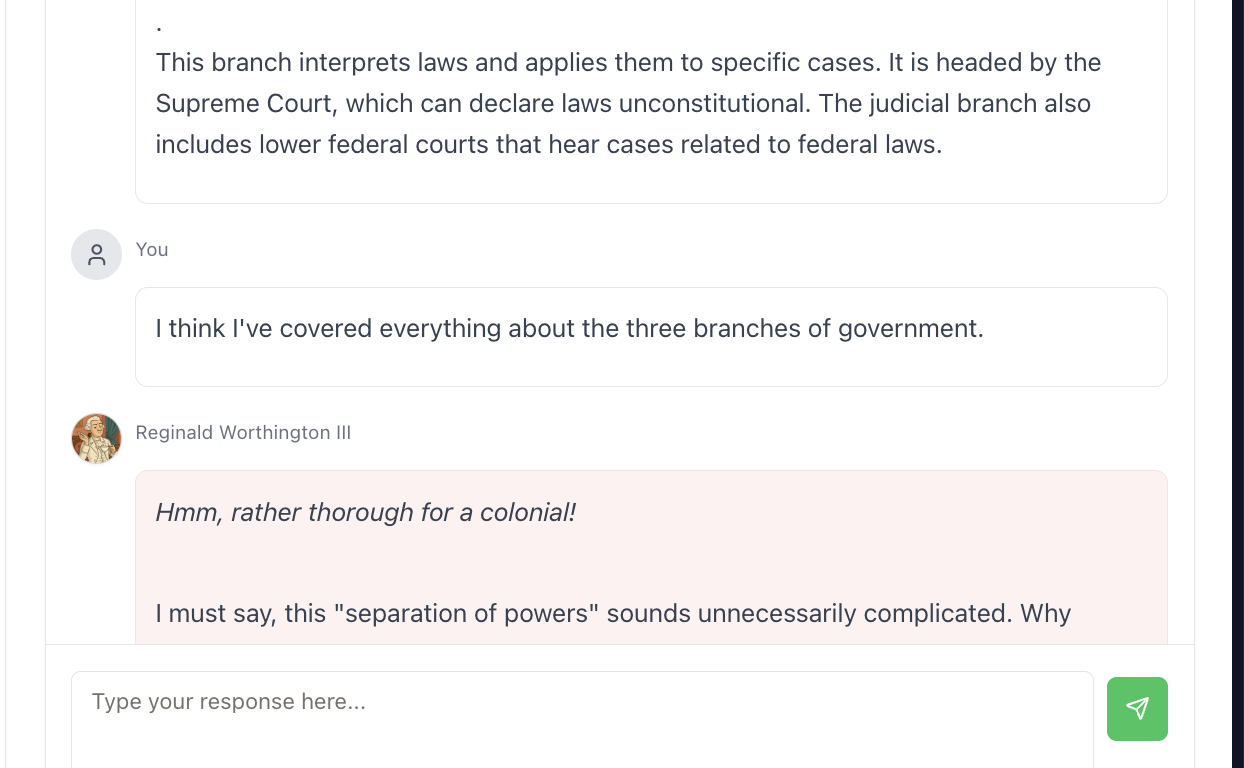 .
This branch interprets laws and applies them to specific cases. It is headed by the
Supreme Court, which can declare laws unconstitutional. The judicial branch also
includes lower federal courts that hear cases related to federal laws.
You
I think I've covered everything about the three branches of government.
Reginald Worthington III
Hmm, rather thorough for a colonial!
I must say, this "separation of powers" sounds unnecessarily complicated. Why
Type your response here...